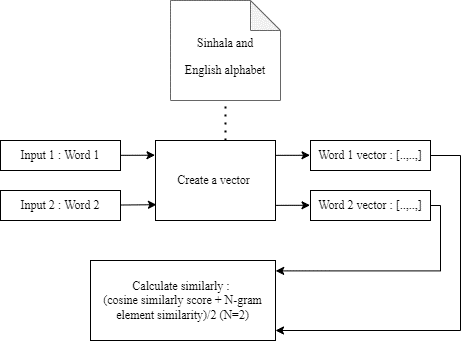 Sinhala and
English alphabet
Input 1 : Word 1
Create a vector
Word 1 vector : [..,..,]
Input 2 : Word 2
Word 2 vector : [..,..,]
Calculate similarly :
(cosine similarly score + N-gram
element similarity)/2 (N=2)